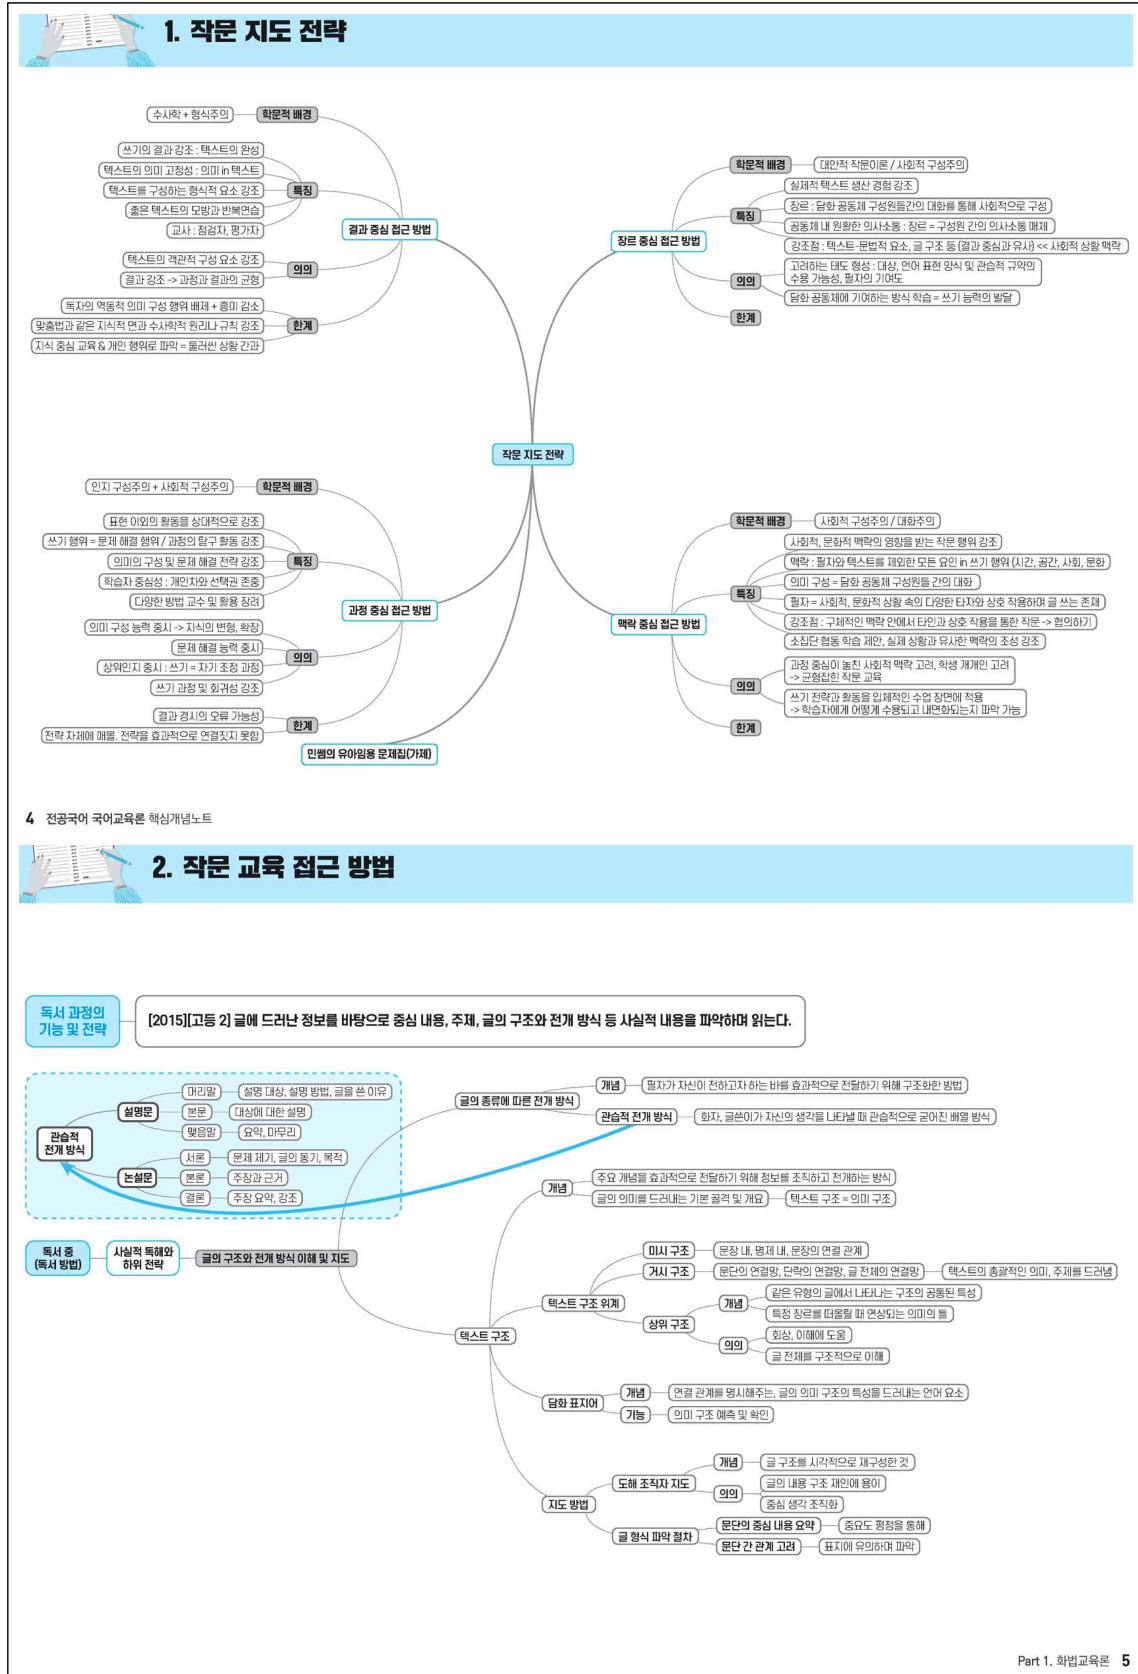 1. 작문 지도 전략
수사학 + 형식주의
학문적 배경
쓰기의 결과 강조 : 텍스트의 완성
텍스트의 의미 고정성 : 의미 in 텍스트
텍스트를 구성하는 형식적 요소 강조
좋은 텍스트의 모방과 반복연습
교사 : 점검자, 평가자
특징
결과 중심 접근 방법
텍스트의 객관적 구성 요소 강조
결과 강조 -> 과정과 결과의 균형
의의
독자의 역동적 의미 구성 행위 배제 + 흥미 감소
맞춤법과 같은 지식적 면과 수사학적 원리나 규칙 강조
지식 중심 교육 & 개인 행위로 파악 = 둘러싼 상황 간과
한계
학문적 배경
대안적 작문이론 / 사회적 구성주의
장르 중심 접근 방법
특징
실제적 텍스트 생산 경험 강조
장르 : 담화 공동체 구성원들간의 대화를 통해 사회적으로 구성
공동체 내 원활한 의사소통 : 장르 = 구성원 간의 의사소통 매체
강조점 : 텍스트-문법적 요소, 글 구조 등 (결과 중심과 유사) << 사회적 상황 맥락
의의
고려하는 태도 형성 : 대상, 언어 표현 양식 및 관습적 규약의
수용 가능성, 필자의 기여도
담화 공동체에 기여하는 방식 학습 = 쓰기 능력의 발달
한계
작문 지도 전략
인지 구성주의 + 사회적 구성주의
학문적 배경
표현 이외의 활동을 상대적으로 강조
쓰기 행위 = 문제 해결 행위 / 과정의 탐구 활동 강조
의미의 구성 및 문제 해결 전략 강조
학습자 중심성 : 개인차와 선택권 존중
다양한 방법 교수 및 활용 장려
특징
과정 중심 접근 방법
의미 구성 능력 중시 -> 지식의 변형, 확장
문제 해결 능력 중시
상위인지 중시 : 쓰기 = 자기 조정 과정
쓰기 과정 및 회귀성 강조
의의
결과 경시의 오류 가능성
전략 자체에 매몰. 전략을 효과적으로 연결짓지 못함
한계
민쌤의 유아임용 문제집(가제)
학문적 배경
사회적 구성주의 / 대화주의
맥락 중심 접근 방법
특징
사회적, 문화적 맥락의 영향을 받는 작문 행위 강조
맥락 : 필자와 텍스트를 제외한 모든 요인 in 쓰기 행위 (시간, 공간, 사회, 문화
의미 구성 = 담화 공동체 구성원들 간의 대화
필자 = 사회적, 문화적 상황 속의 다양한 타자와 상호 작용하며 글 쓰는 존재
강조점 : 구체적인 맥락 안에서 타인과 상호 작용을 통한 작문 -> 협의하기
소집단 협동 학습 제안, 실제 상황과 유사한 맥락의 조성 강조
의의
과정 중심이 놓친 사회적 맥락 고려, 학생 개개인 고려
-> 균형잡힌 작문 교육
쓰기 전략과 활동을 입체적인 수업 장면에 적용
-> 학습자에게 어떻게 수용되고 내면화되는지 파악 가능
한계
4 전공국어 국어교육론 핵심개념노트
2. 작문 교육 접근 방법
독서 과정의
기능 및 전략
[2015][고등 2] 글에 드러난 정보를 바탕으로 중심 내용, 주제, 글의 구조와 전개 방식 등 사실적 내용을 파악하며 읽는다.
관습적
전개 방식
설명문
머리말
설명 대상, 설명 방법, 글을 쓴 이유
본문
대상에 대한 설명
맺음말
요약, 마무리
논설문
서론
문제 제기, 글의 동기, 목적
본론
주장과 근거
결론
주장 요약, 강조
독서 중
(독서 방법)
사실적 독해와
하위 전략
글의 구조와 전개 방식 이해 및 지도
글의 종류에 따른 전개 방식
개념
필자가 자신이 전하고자 하는 바를 효과적으로 전달하기 위해 구조화한 방법
관습적 전개 방식
화자, 글쓴이가 자신의 생각을 나타낼 때 관습적으로 굳어진 배열 방식
텍스트 구조
개념
주요 개념을 효과적으로 전달하기 위해 정보를 조직하고 전개하는 방식
글의 의미를 드러내는 기본 골격 및 개요
텍스트 구조 = 의미 구조
텍스트 구조 위계
미시 구조
문장 내, 명제 내, 문장의 연결 관계
거시 구조
문단의 연결망, 단락의 연결망, 글 전체의 연결망
텍스트의 총괄적인 의미, 주제를 드러냄
상위 구조
개념
같은 유형의 글에서 나타나는 구조의 공통된 특성
특정 장르를 떠올릴 때 연상되는 의미의 틀
의의
회상, 이해에 도움
글 전체를 구조적으로 이해
담화 표지어
개념
연결 관계를 명시해주는, 글의 의미 구조의 특성을 드러내는 언어 요소
기능
의미 구조 예측 및 확인
지도 방법
도해 조직자 지도
개념
글 구조를 시각적으로 재구성한 것
의의
글의 내용 구조 재인에 용이
중심 생각 조직화
글 형식 파악 절차
문단의 중심 내용 요약
중요도 평정을 통해
문단 간 관계 고려
표지에 유의하며 파악
Part 1. 화법교육론 5